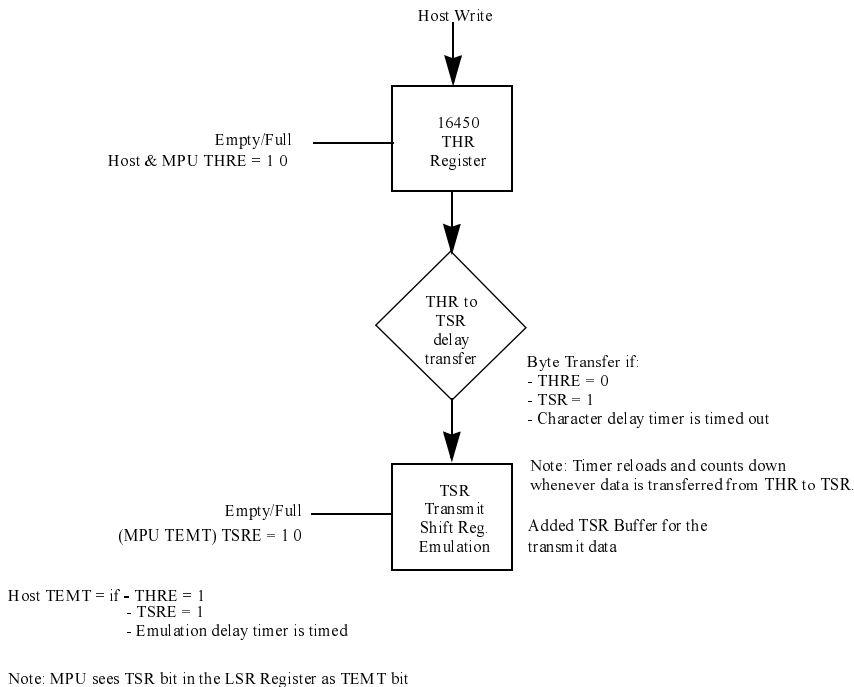 Host Write
16450
THR
Register
Empty/Full
Host & MPU THRE = 1 0
THR to
TSR
delay
transfer
Byte Transfer if:
- THRE = 0
- TSR = 1
- Character delay timer is timed out
Note: Timer reloads and counts down
whenever data is transferred from THR to TSR.
TSR
Transmit
Shift Reg.
Emulation
Empty/Full
(MPU TEMT) TSRE = 1 0
Added TSR Buffer for the
transmit data
Host TEMT = if - THRE = 1
- TSRE = 1
- Emulation delay timer is timed
Note: MPU sees TSR bit in the LSR Register as TEMT bit